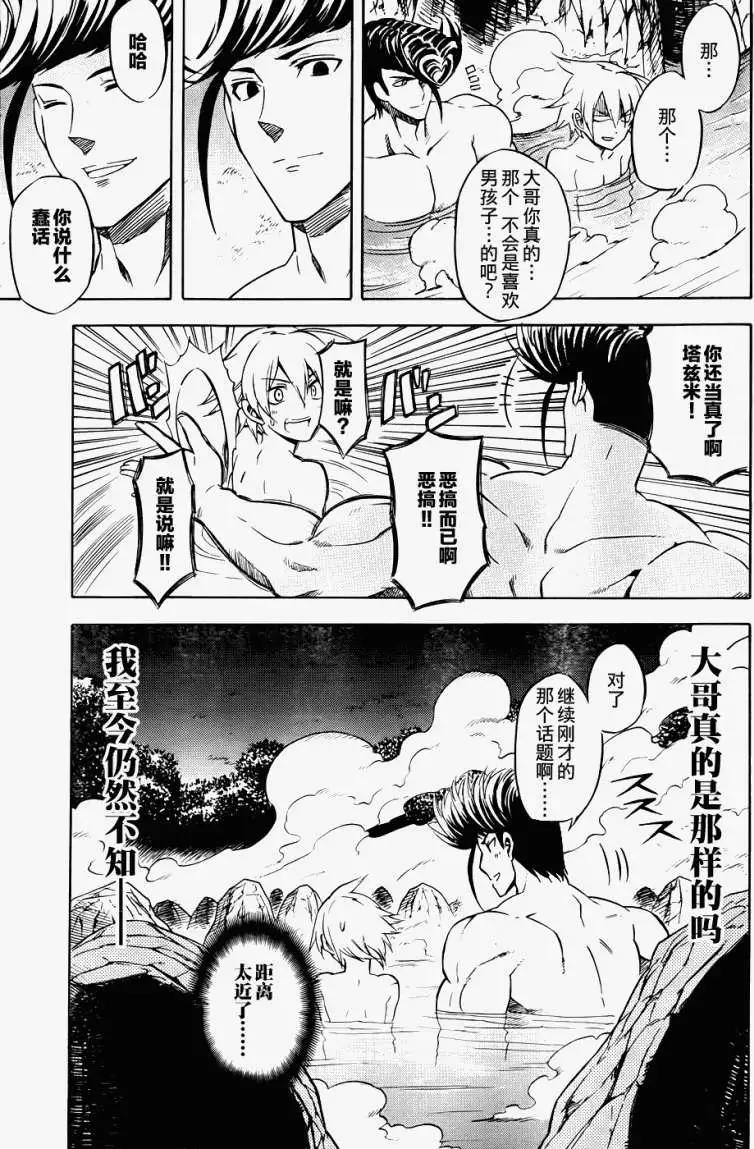 那…
那个…
大哥你真的…
那个 不会是喜欢
男孩子…的吧？
哈哈
你说什么
蠢话
你还当真了啊
塔兹米！
恶搞而已啊
恶搞!!
就是嘛？
就是说嘛!!
对了
继续刚才的
那个话题啊……
大哥真的是那样的吗
距离
太近了……
我至今仍然不知——